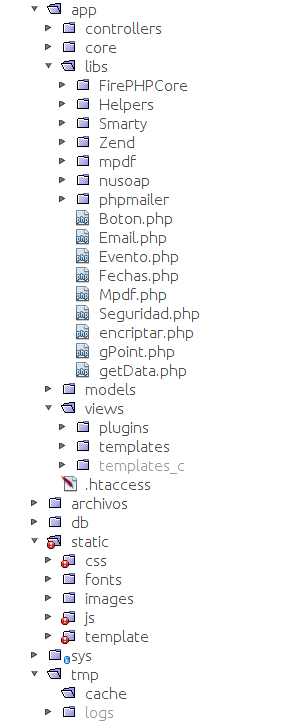 app
controllers
core
libs
FirePHPCore
Helpers
Smarty
Zend
mpdf
nusoap
phpmailer
Boton.php
Email.php
Evento.php
Fechas.php
Mpdf.php
Seguridad.php
encriptar.php
gPoint.php
getData.php
models
views
plugins
templates
templates_c
.htaccess
archivos
db
static
css
fonts
images
js
template
sys
tmp
cache
logs